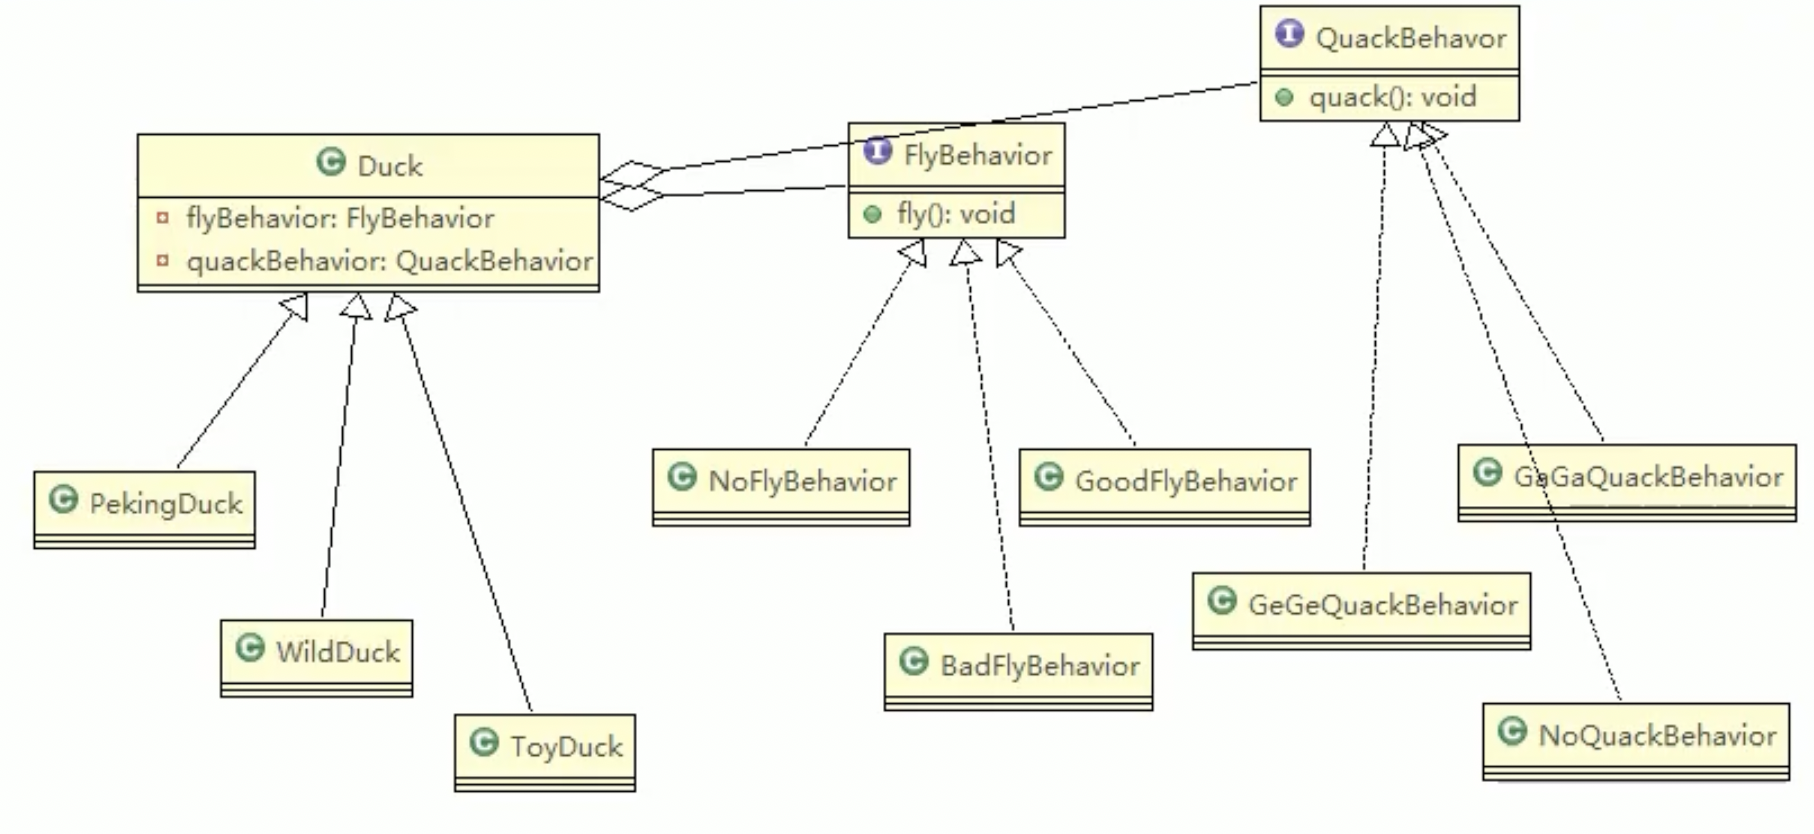 QuackBehavor
quack(): void
FlyBehavior
fly(): void
Duck
flyBehavior: FlyBehavior
quackBehavior: QuackBehavior
PekingDuck
WildDuck
ToyDuck
NoFlyBehavior
GoodFlyBehavior
BadFlyBehavior
GaGaQuackBehavior
GeGeQuackBehavior
NoQuackBehavior